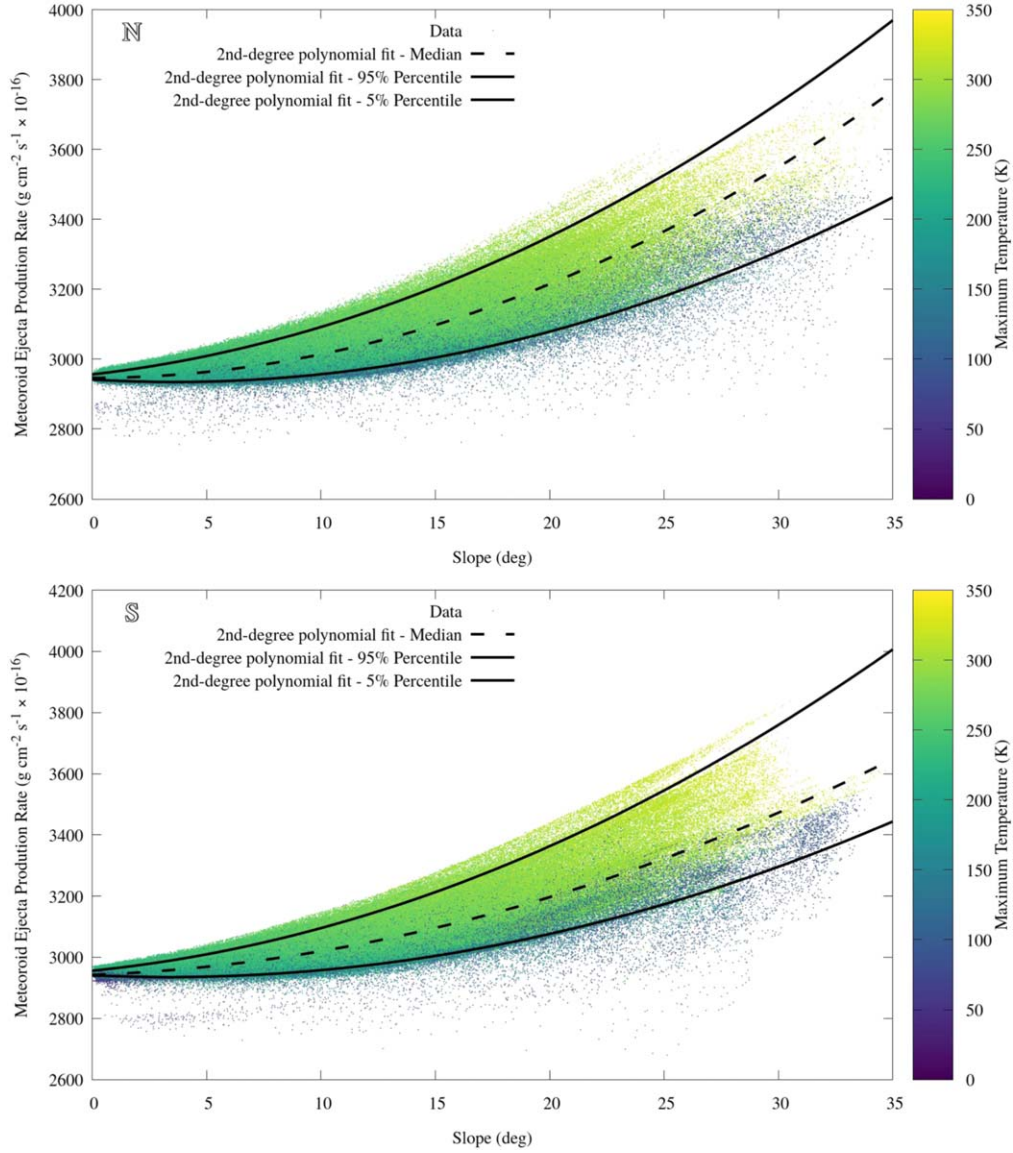 N
Data
2nd-degree polynomial fit - Median
2nd-degree polynomial fit - 95% Percentile
2nd-degree polynomial fit - 5% Percentile
4000
3800
3600
3400
3200
3000
2800
2600
Meteoroid Ejecta Prodution Rate (g cm⁻² s⁻¹ × 10⁻¹⁶)
0 5 10 15 20 25 30 35
Slope (deg)
350
300
250
200
150
100
50
0
Maximum Temperature (K)
S
Data
2nd-degree polynomial fit - Median
2nd-degree polynomial fit - 95% Percentile
2nd-degree polynomial fit - 5% Percentile
4200
4000
3800
3600
3400
3200
3000
2800
2600
Meteoroid Ejecta Prodution Rate (g cm⁻² s⁻¹ × 10⁻¹⁶)
0 5 10 15 20 25 30 35
Slope (deg)
350
300
250
200
150
100
50
0
Maximum Temperature (K)